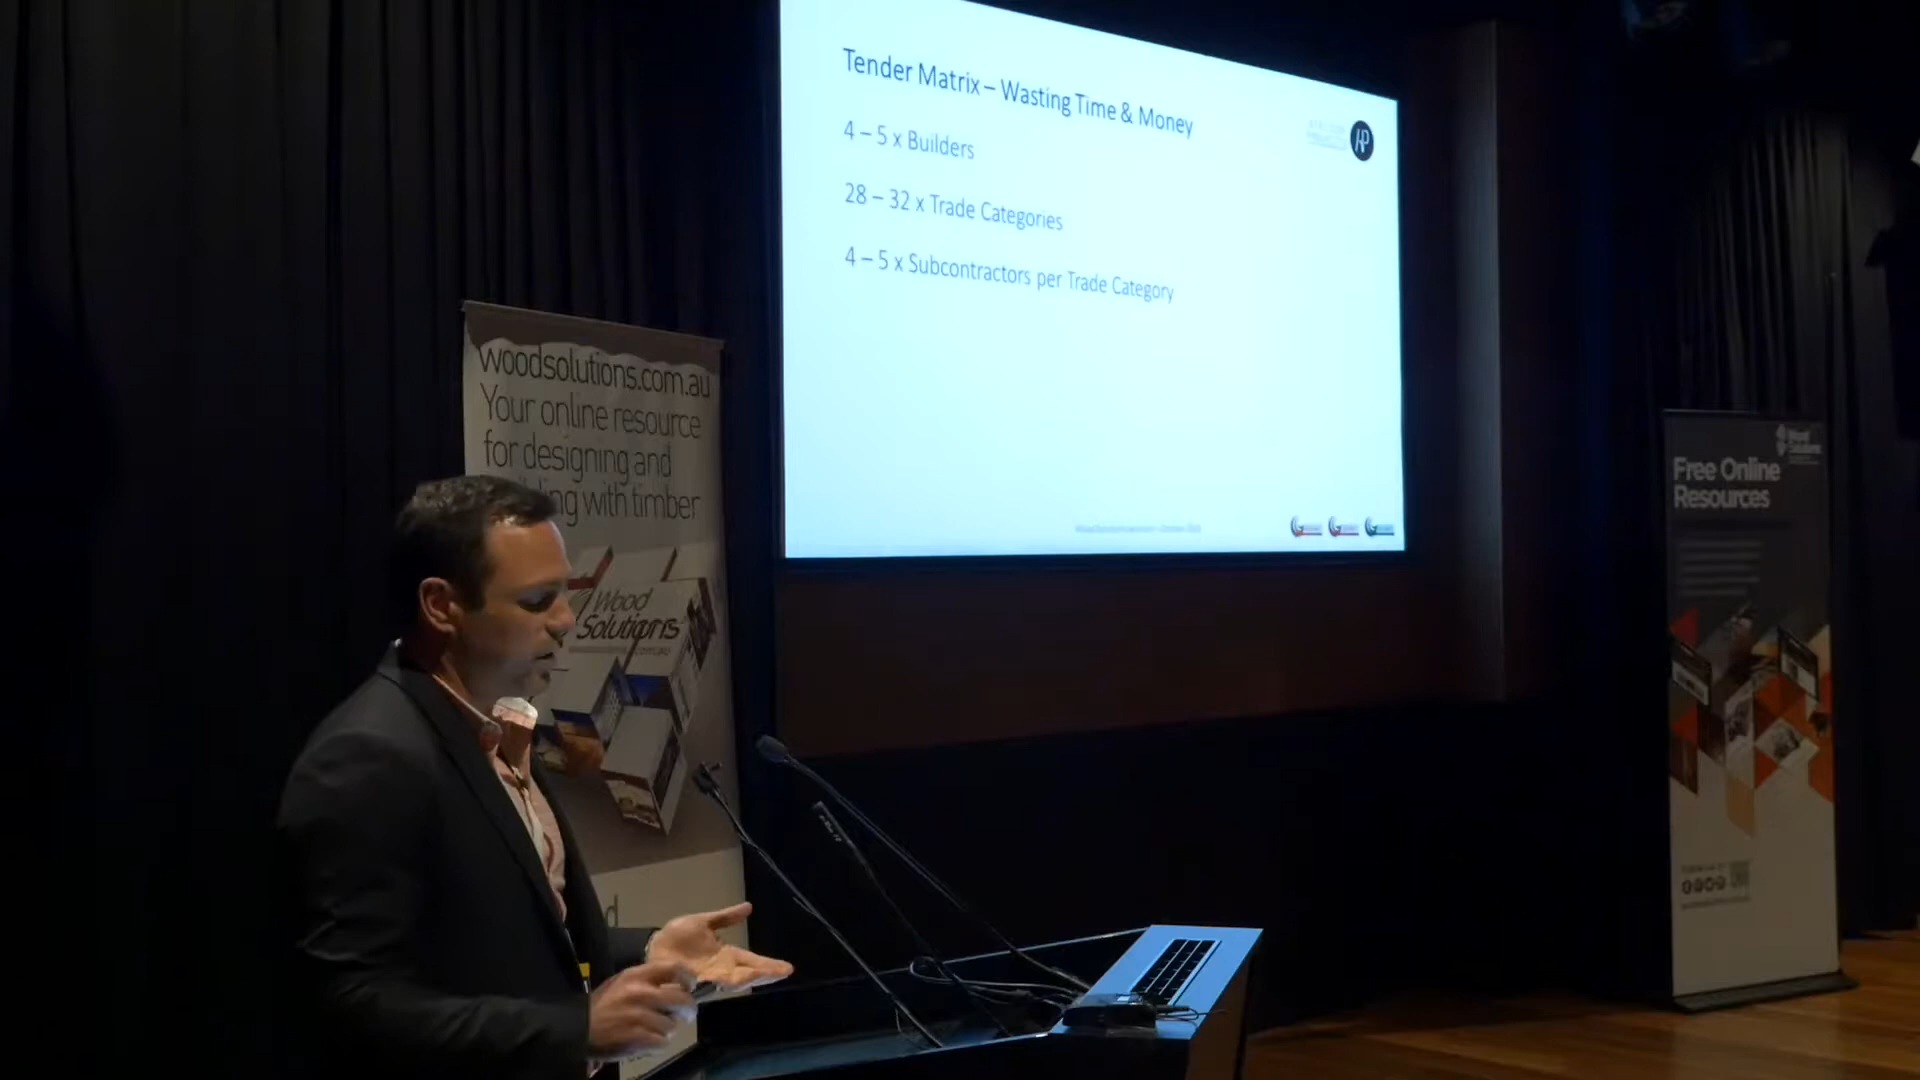 Tender Matrix – Wasting Time & Money
4 – 5 x Builders
28 – 32 x Trade Categories
4 – 5 x Subcontractors per Trade Category
woodsolutions.com.au
Your online resource
for designing and
with timber
Wood
Solutions
Free Online
Resources